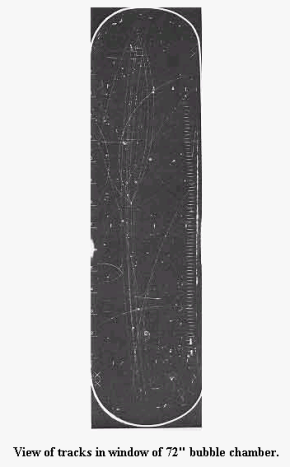 View of tracks in window of 72" bubble chamber.